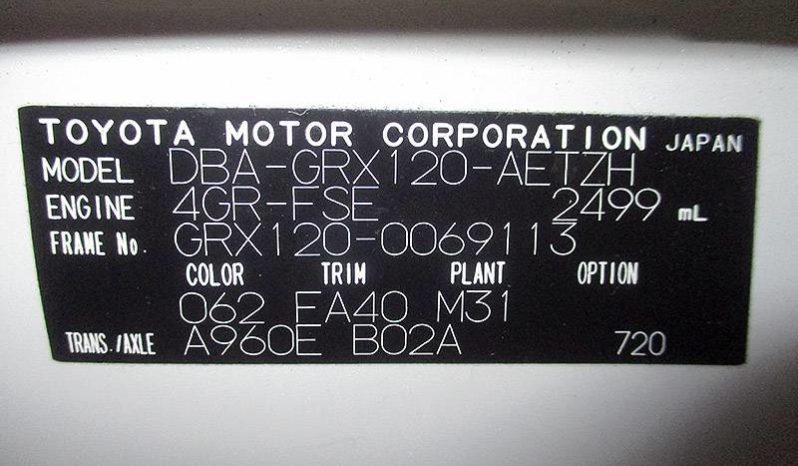 TOYOTA MOTOR CORPORATION JAPAN
MODEL DBA-GRX120-AETZH
ENGINE 4GR-FSE 2499 mL
FRAME No. GRX120-0069113
COLOR TRIM PLANT OPTION
062 FA40 M31
TRANS./AXLE A960E B02A 720